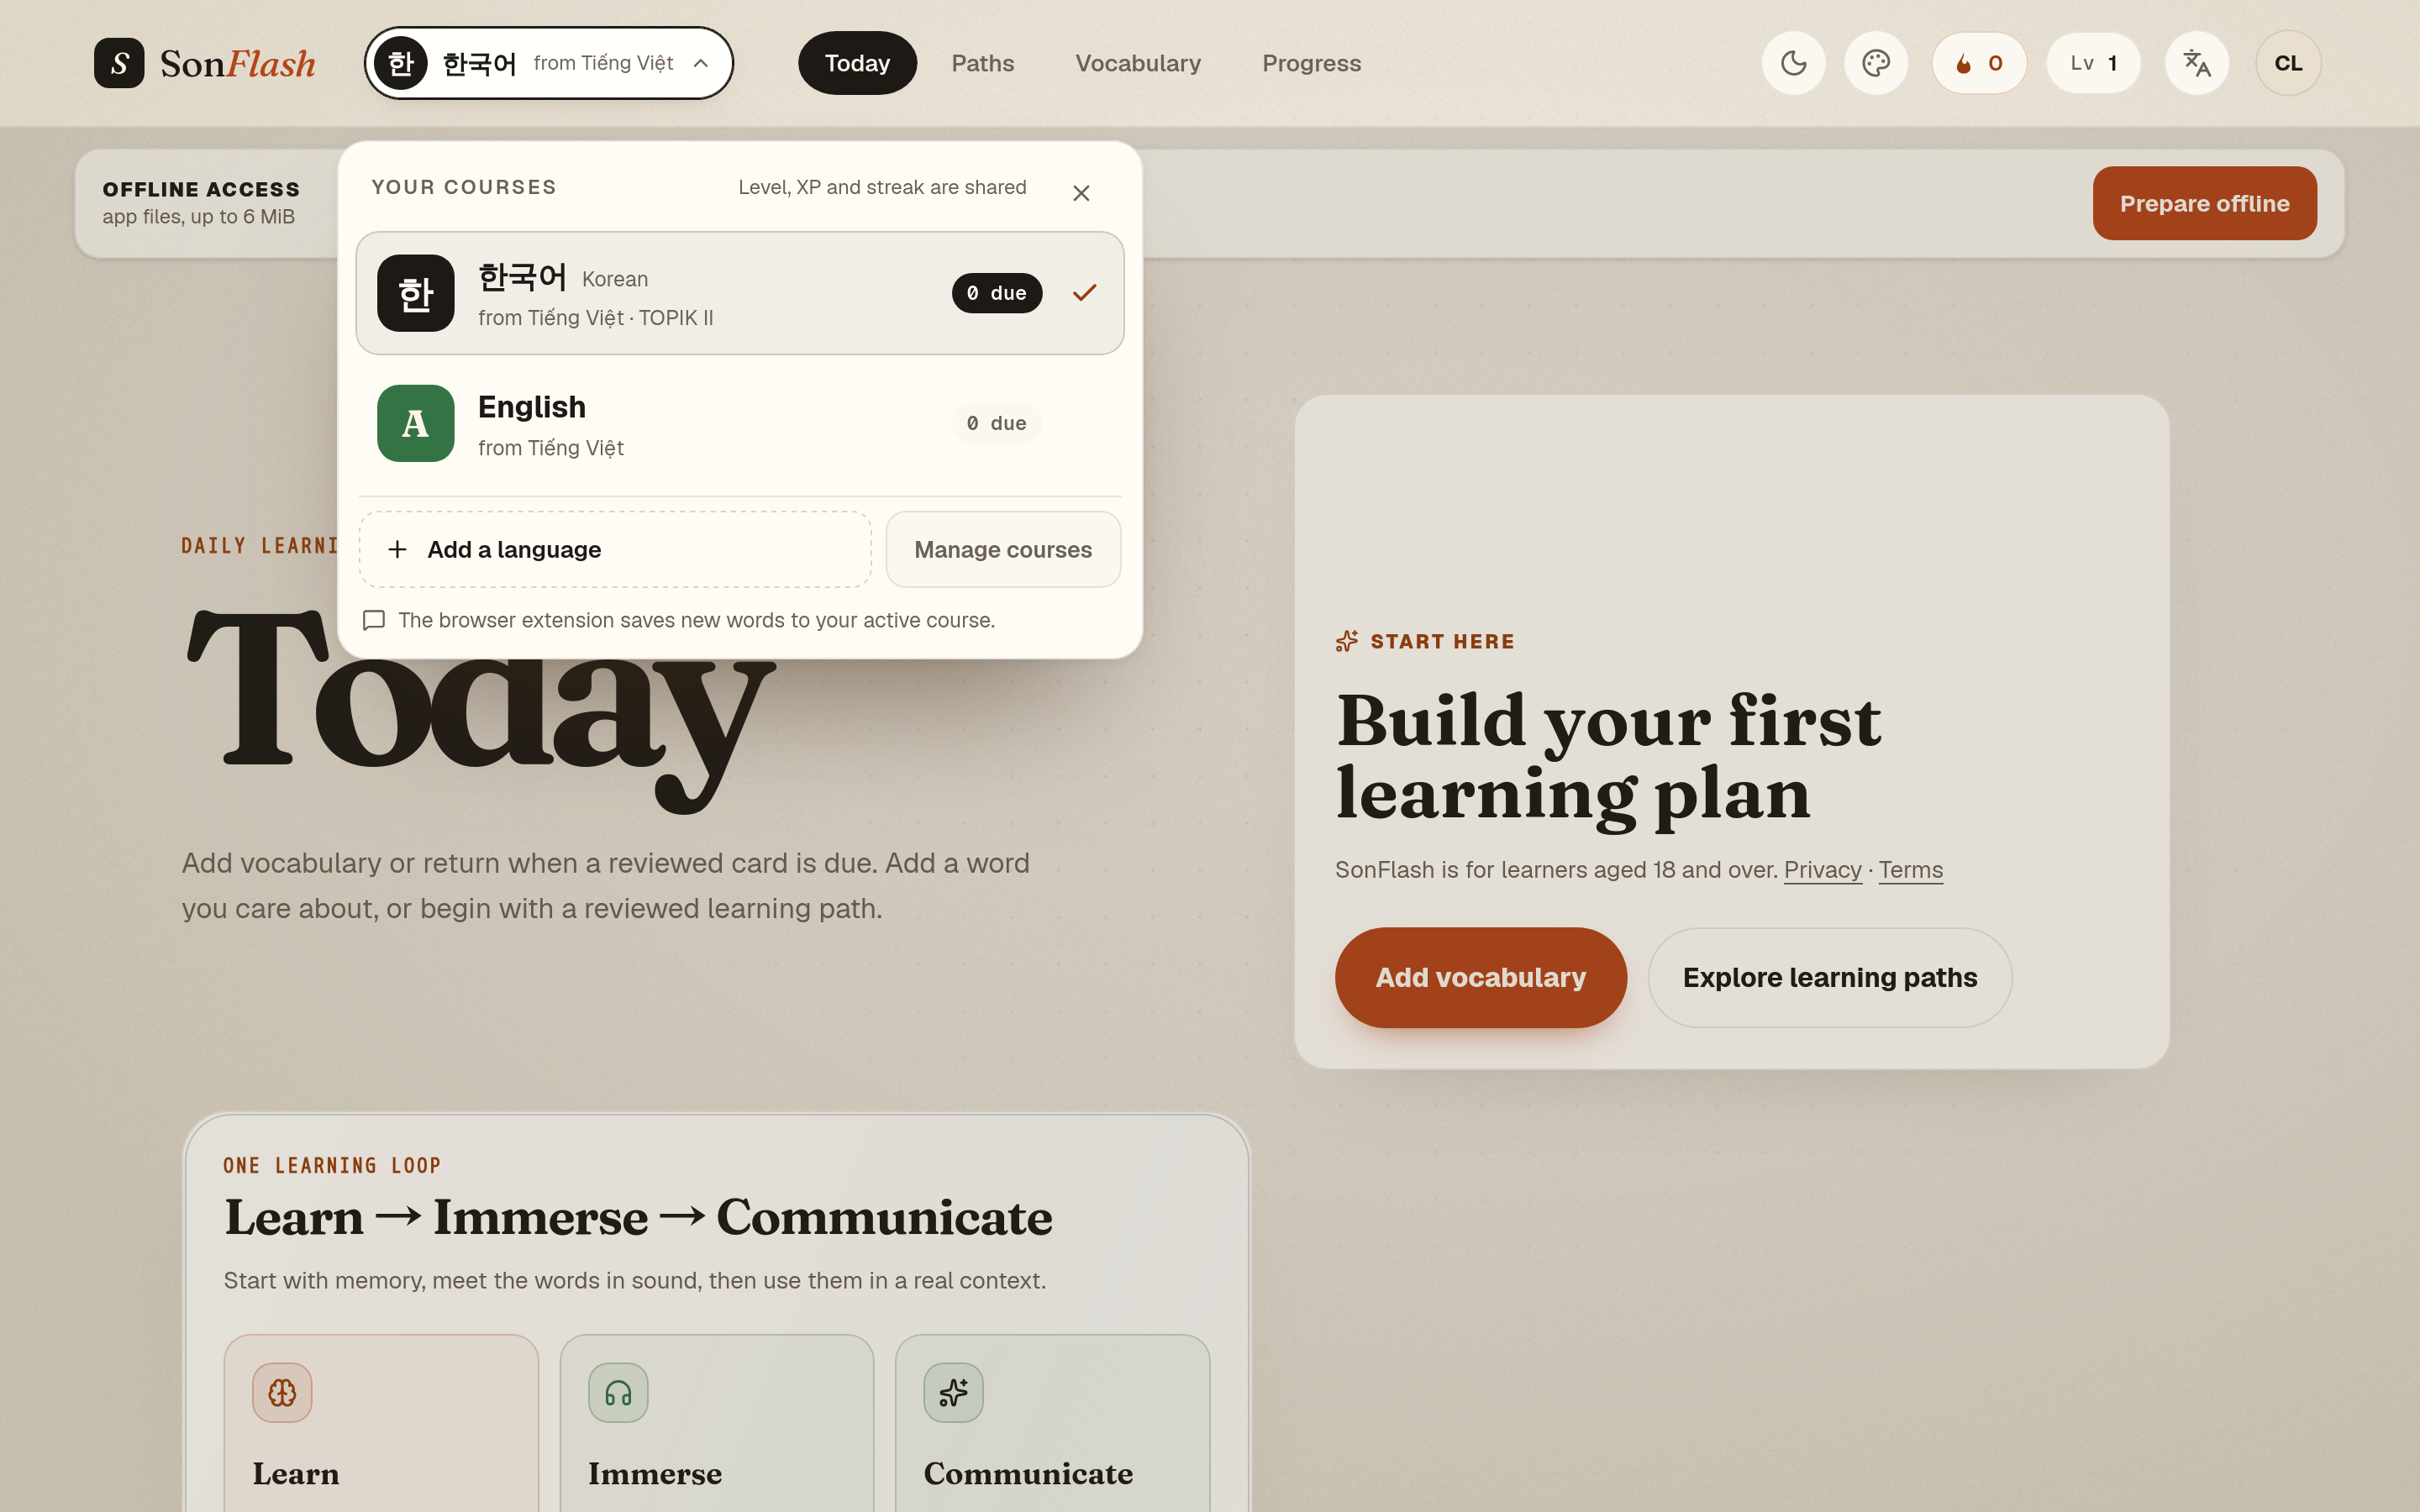 S SonFlash
한 한국어 from Tiếng Việt
Today Paths Vocabulary Progress
0
Lv 1
CL
OFFLINE ACCESS
app files, up to 6 MiB
Prepare offline
YOUR COURSES
Level, XP and streak are shared
한 한국어 Korean
from Tiếng Việt · TOPIK II
0 due
A English
from Tiếng Việt
0 due
Add a language
Manage courses
The browser extension saves new words to your active course.
DAILY
Today
Add vocabulary or return when a reviewed card is due. Add a word
you care about, or begin with a reviewed learning path.
START HERE
Build your first
learning plan
SonFlash is for learners aged 18 and over. Privacy · Terms
Add vocabulary
Explore learning paths
ONE LEARNING LOOP
Learn → Immerse → Communicate
Start with memory, meet the words in sound, then use them in a real context.
Learn
Immerse
Communicate